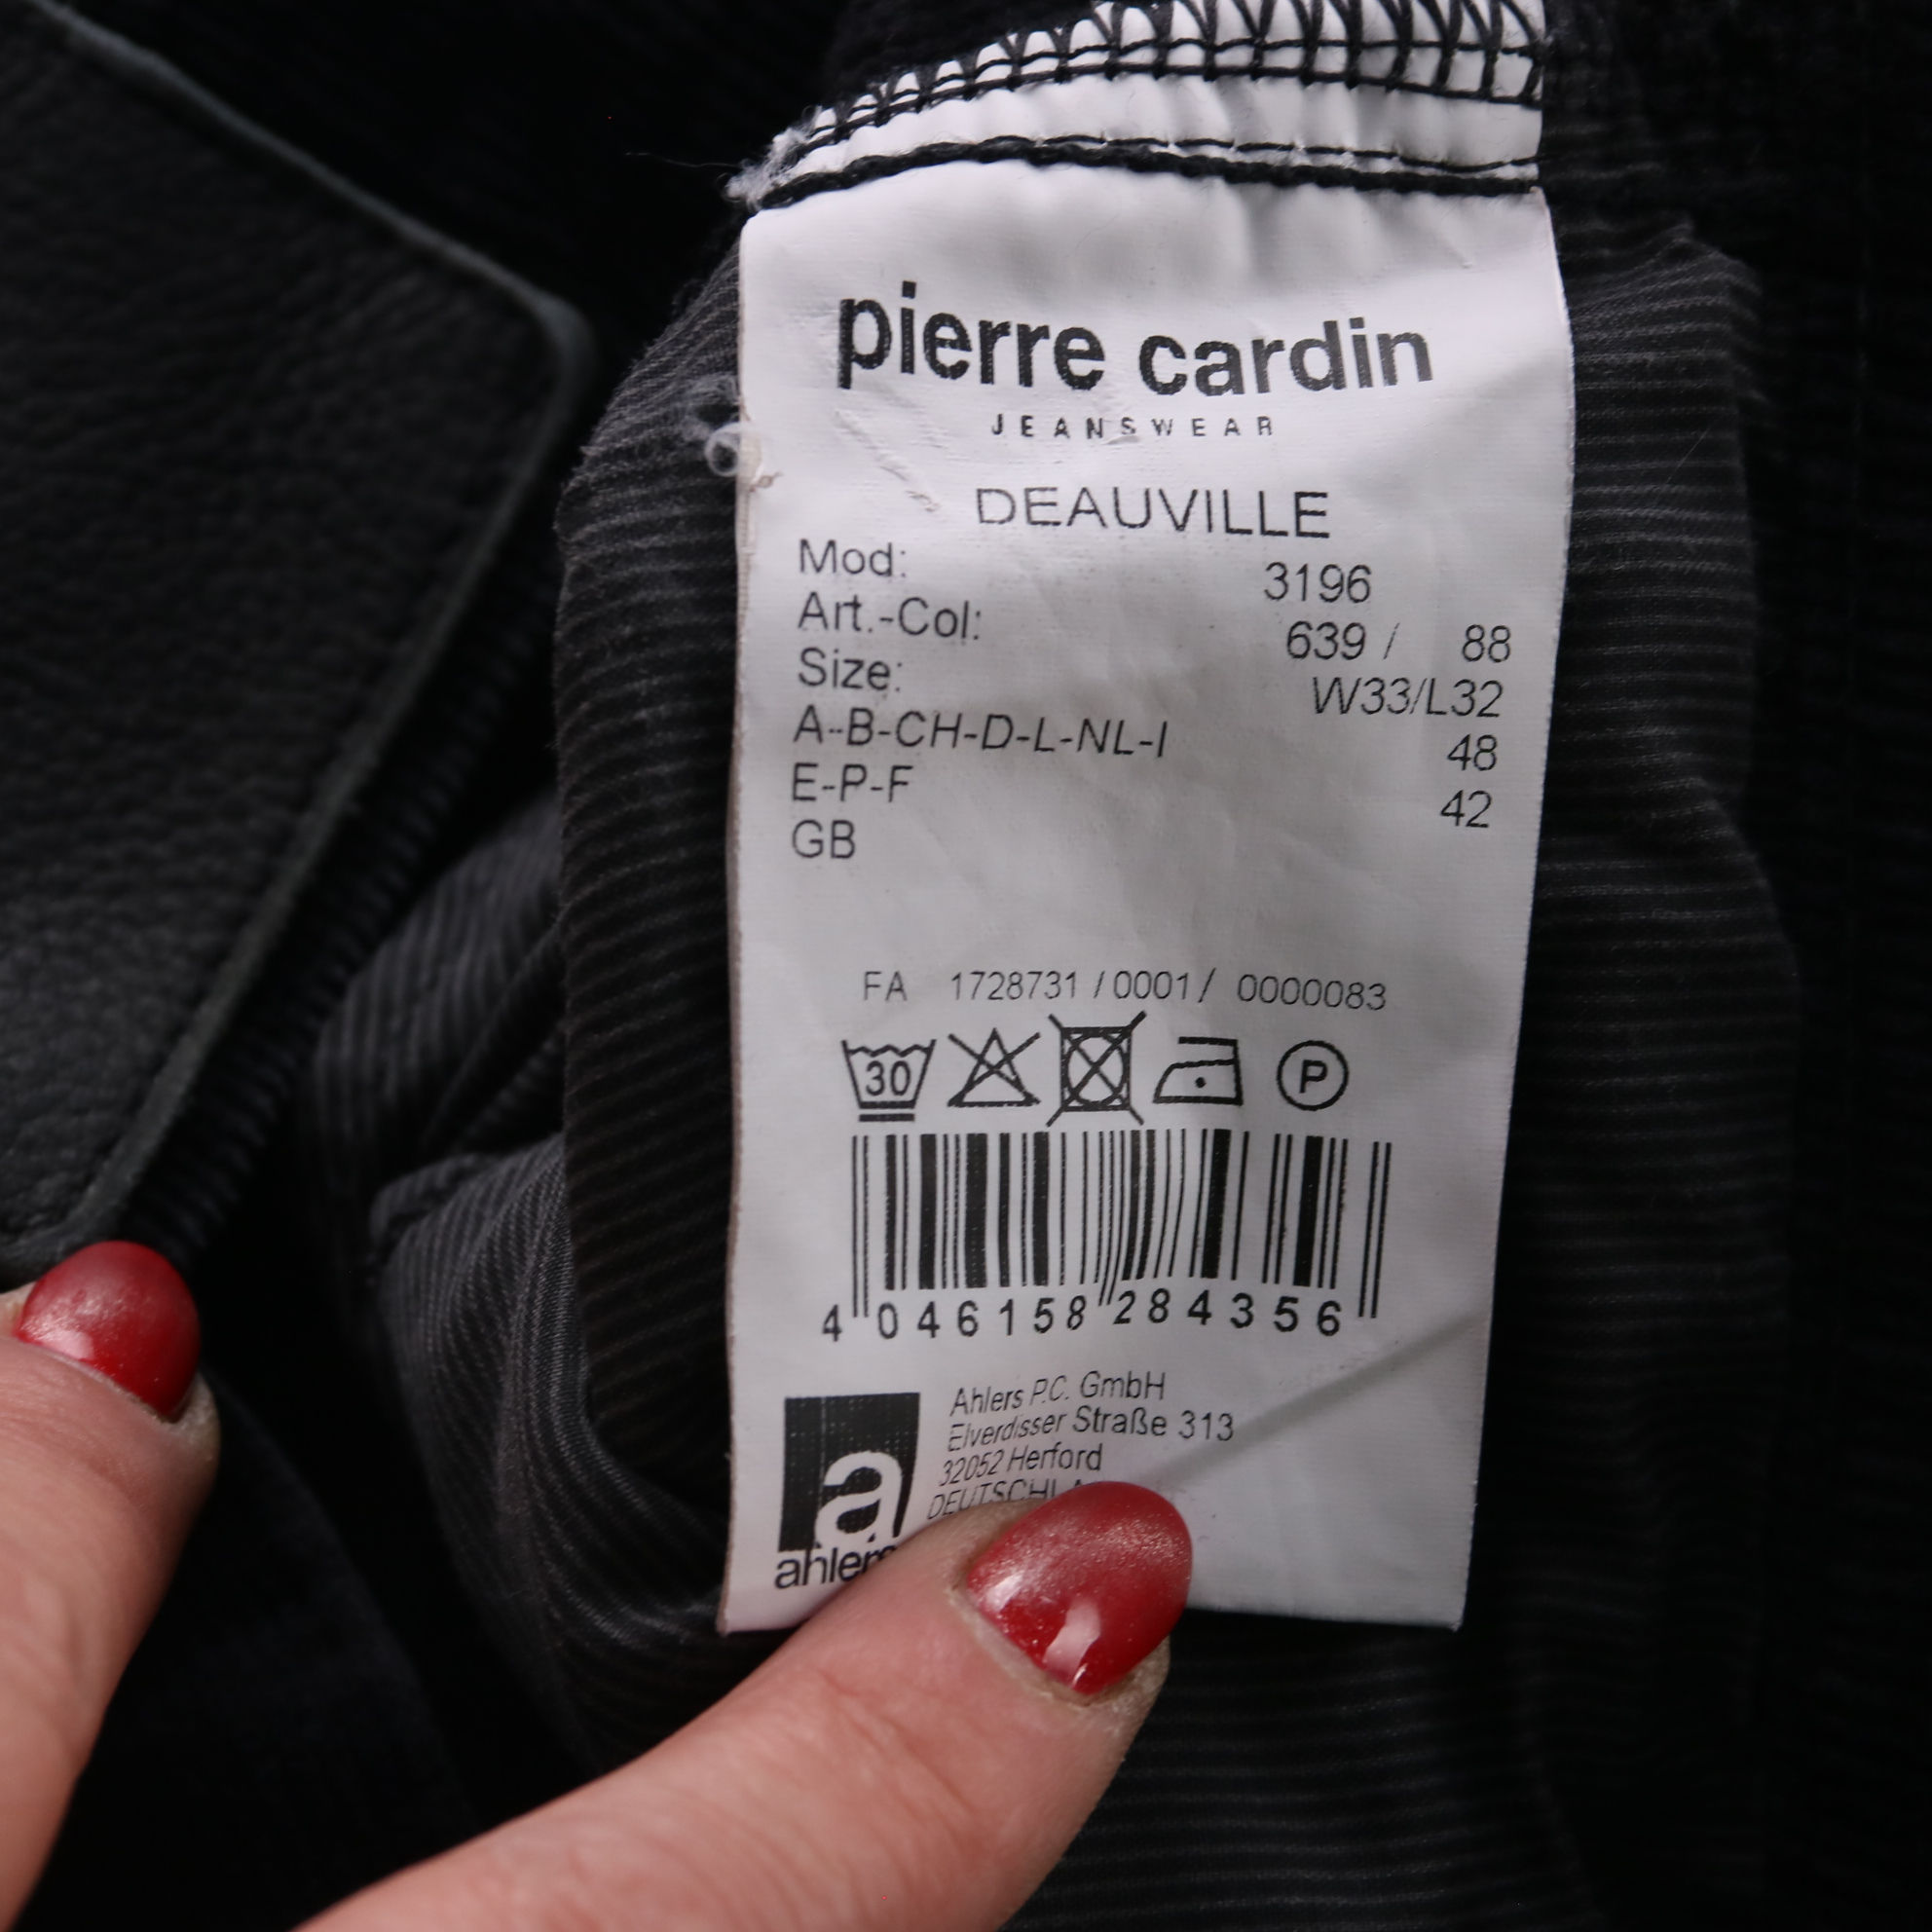 pierre cardin
JEANSWEAR
DEAUVILLE
Mod: 3196
Art.-Col: 639 / 88
Size: W33/L32
A-B-CH-D-L-NL-I 48
E-P-F 42
GB
FA 1728731 / 0001 / 0000083
30 P
4 046158 284356
Ahlers P.C. GmbH
Elverdisser Straße 313
32052 Herford
a
ahlers